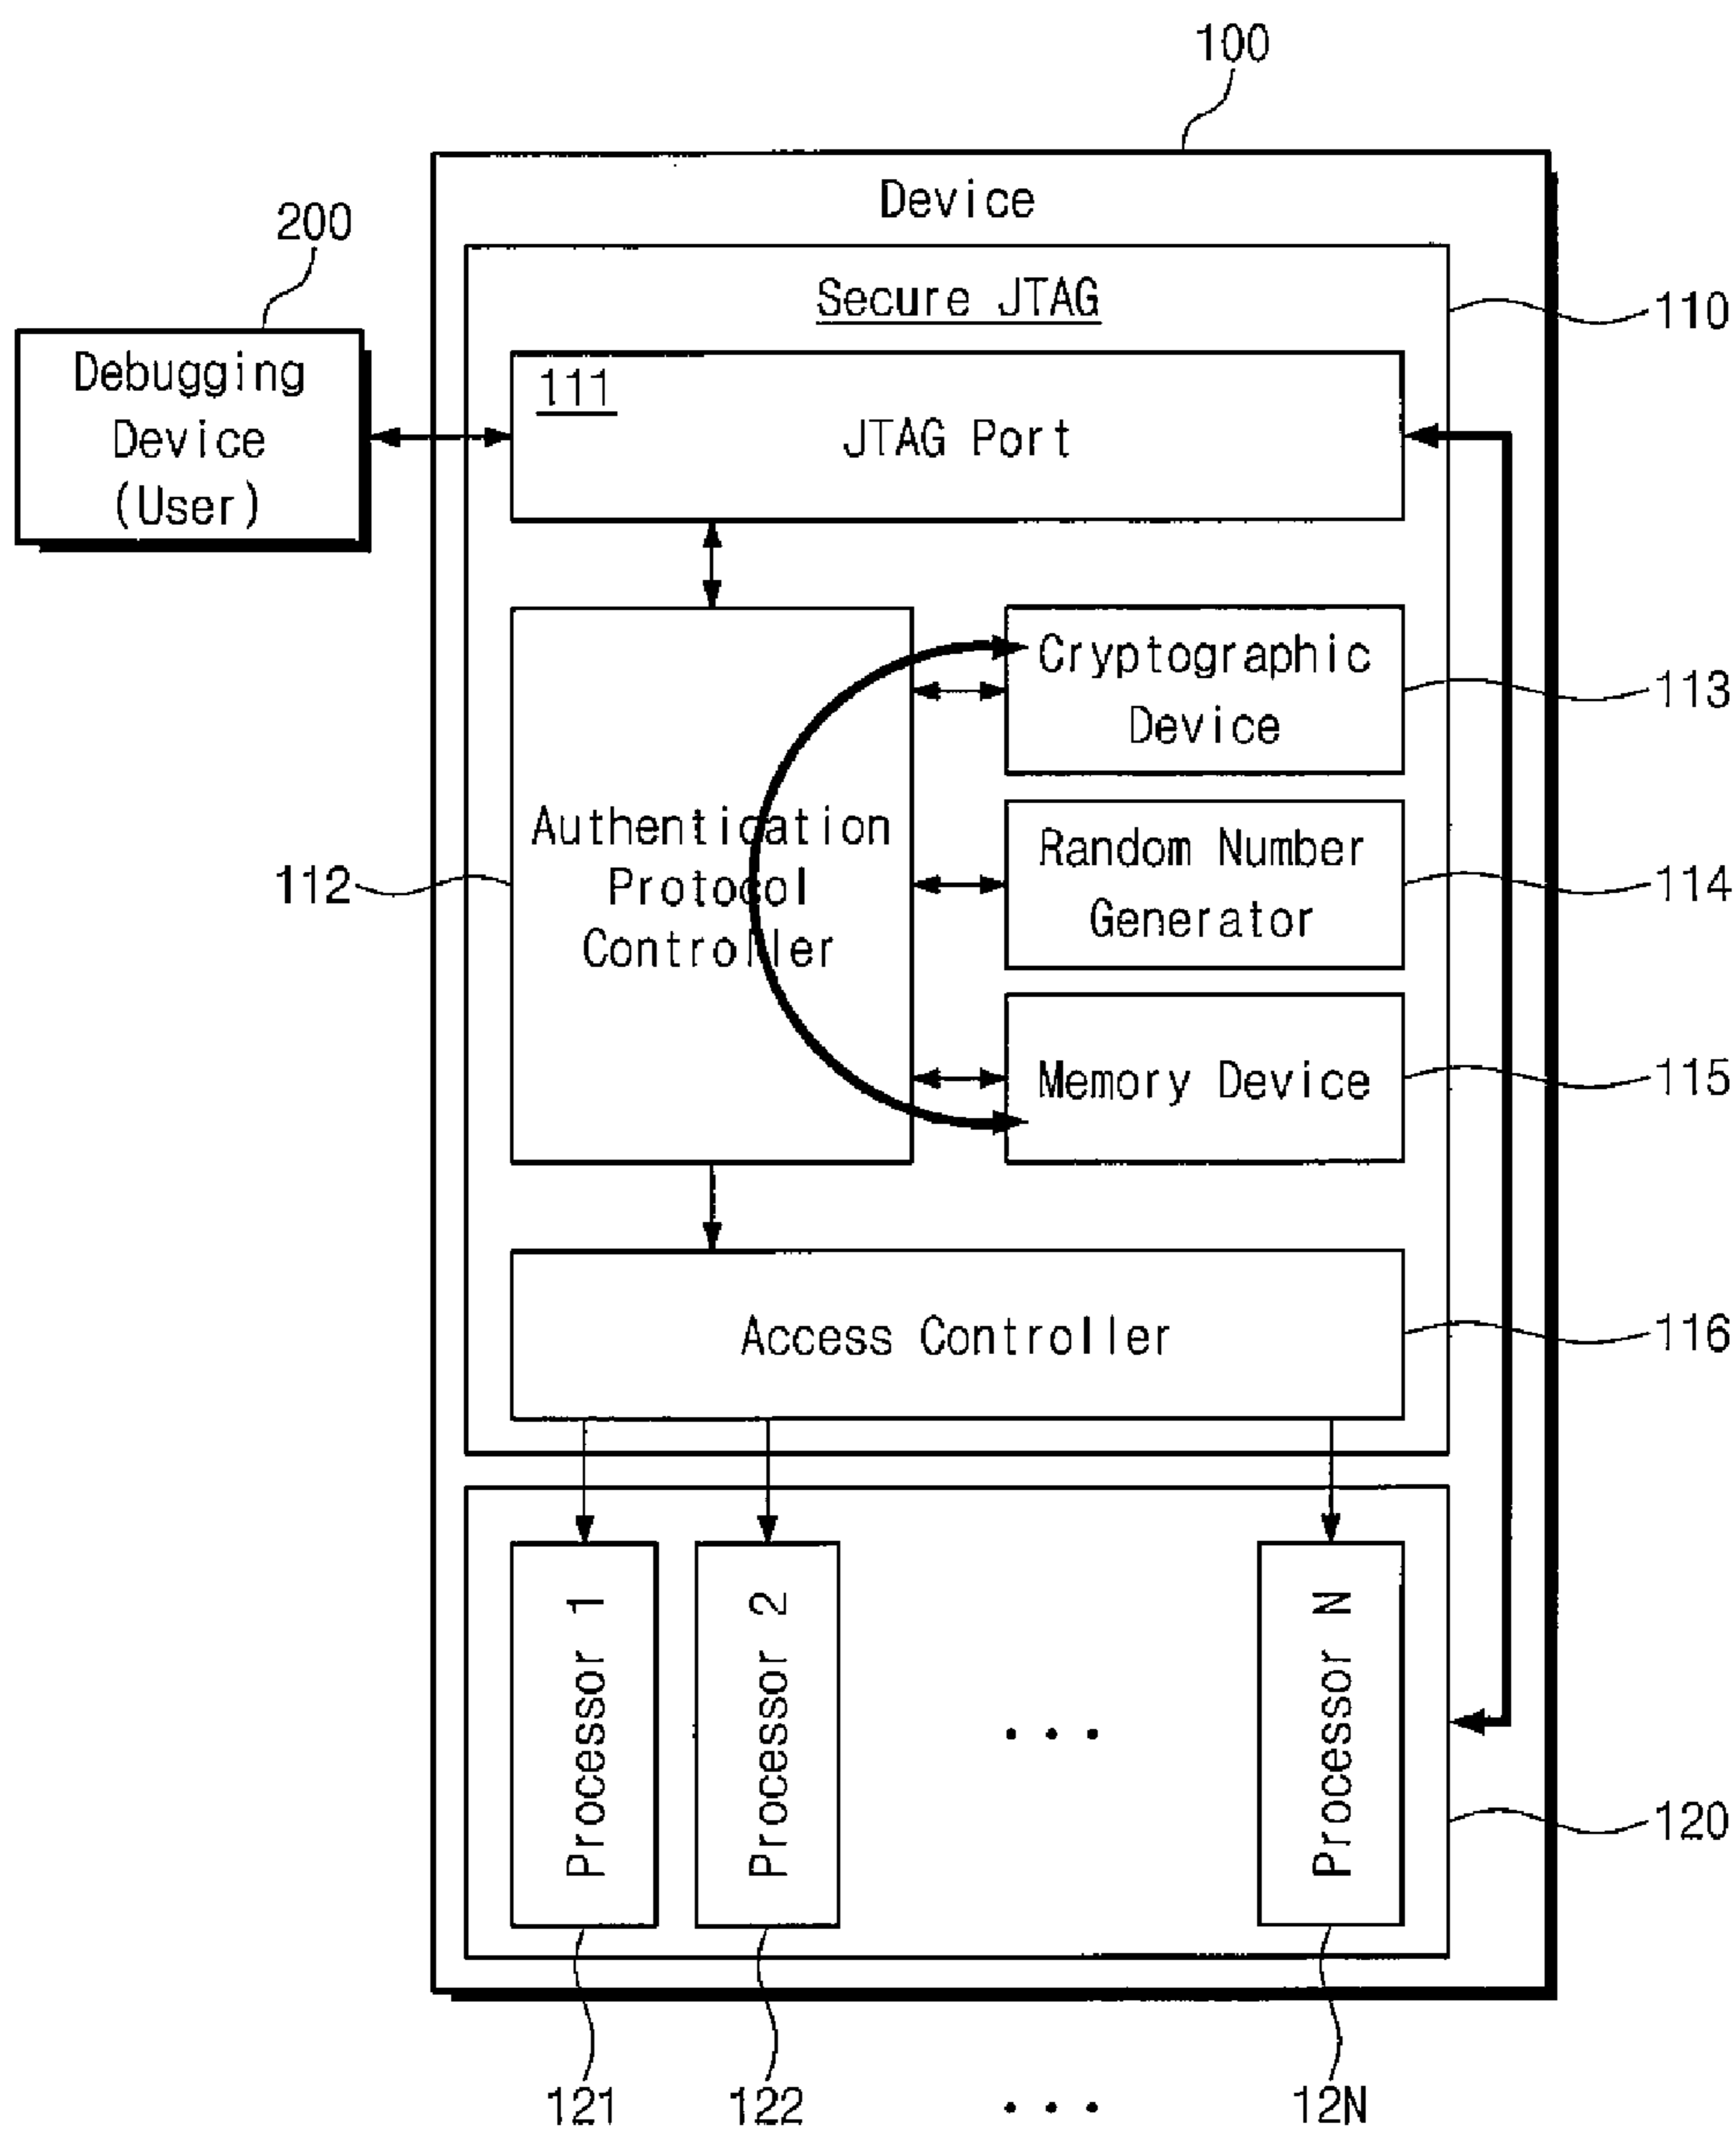 100
Device
200
Secure JTAG
110
Debugging
Device
(User)
111
JTAG Port
Cryptographic
Device
113
Authentication
Protocol
Controller
112
Random Number
Generator
114
Memory Device
115
Access Controller
116
Processor 1
Processor 2
...
Processor N
120
121
122
...
12N